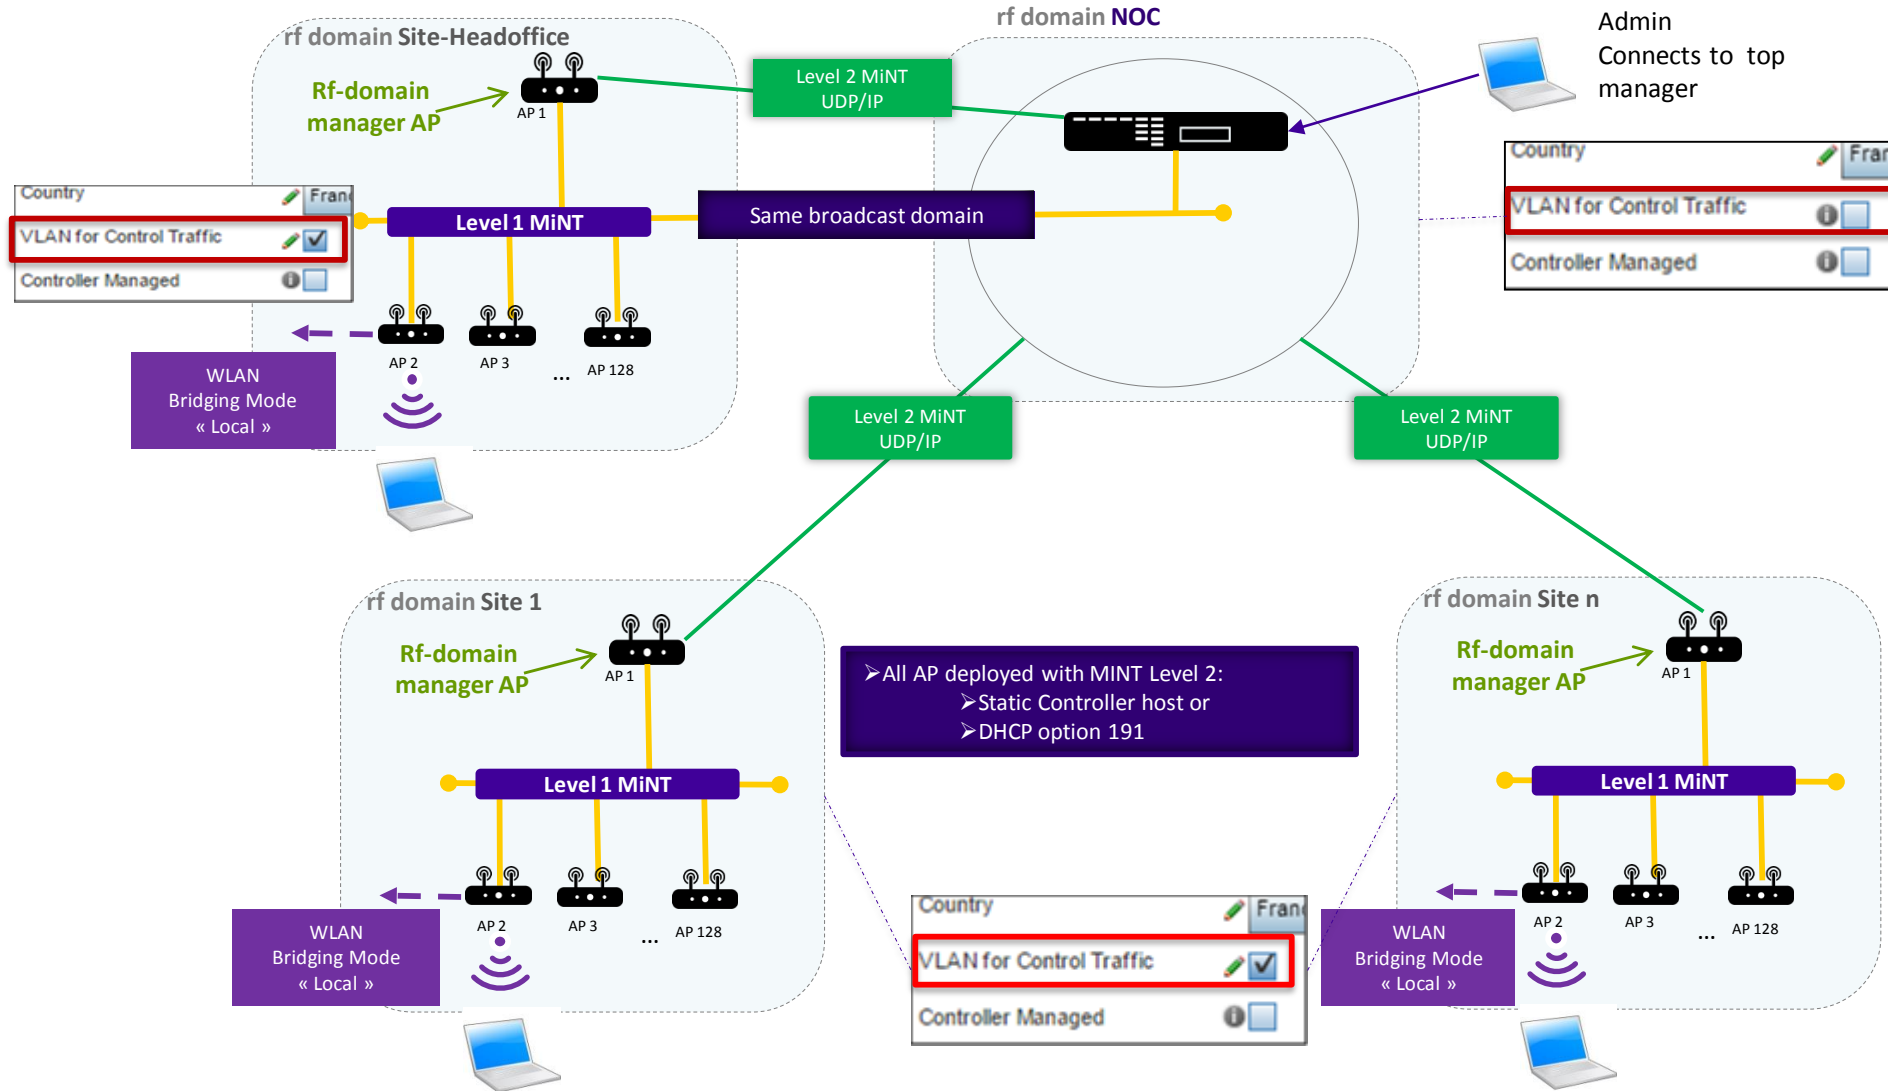 rf domain Site-Headoffice
Rf-domain
manager AP
AP 1
Level 2 MiNT
UDP/IP
rf domain NOC
Admin
Connects to top
manager
Country
Fran
VLAN for Control Traffic
Controller Managed
Level 1 MiNT
Same broadcast domain
Country
Fran
VLAN for Control Traffic
Controller Managed
AP 2
AP 3
...
AP 128
WLAN
Bridging Mode
« Local »
Level 2 MiNT
UDP/IP
Level 2 MiNT
UDP/IP
rf domain Site 1
Rf-domain
manager AP
AP 1
➢All AP deployed with MINT Level 2:
➢Static Controller host or
➢DHCP option 191
rf domain Site n
Rf-domain
manager AP
AP 1
Level 1 MiNT
Level 1 MiNT
AP 2
AP 3
...
AP 128
WLAN
Bridging Mode
« Local »
Country
Fran
VLAN for Control Traffic
Controller Managed
AP 2
AP 3
...
AP 128
WLAN
Bridging Mode
« Local »